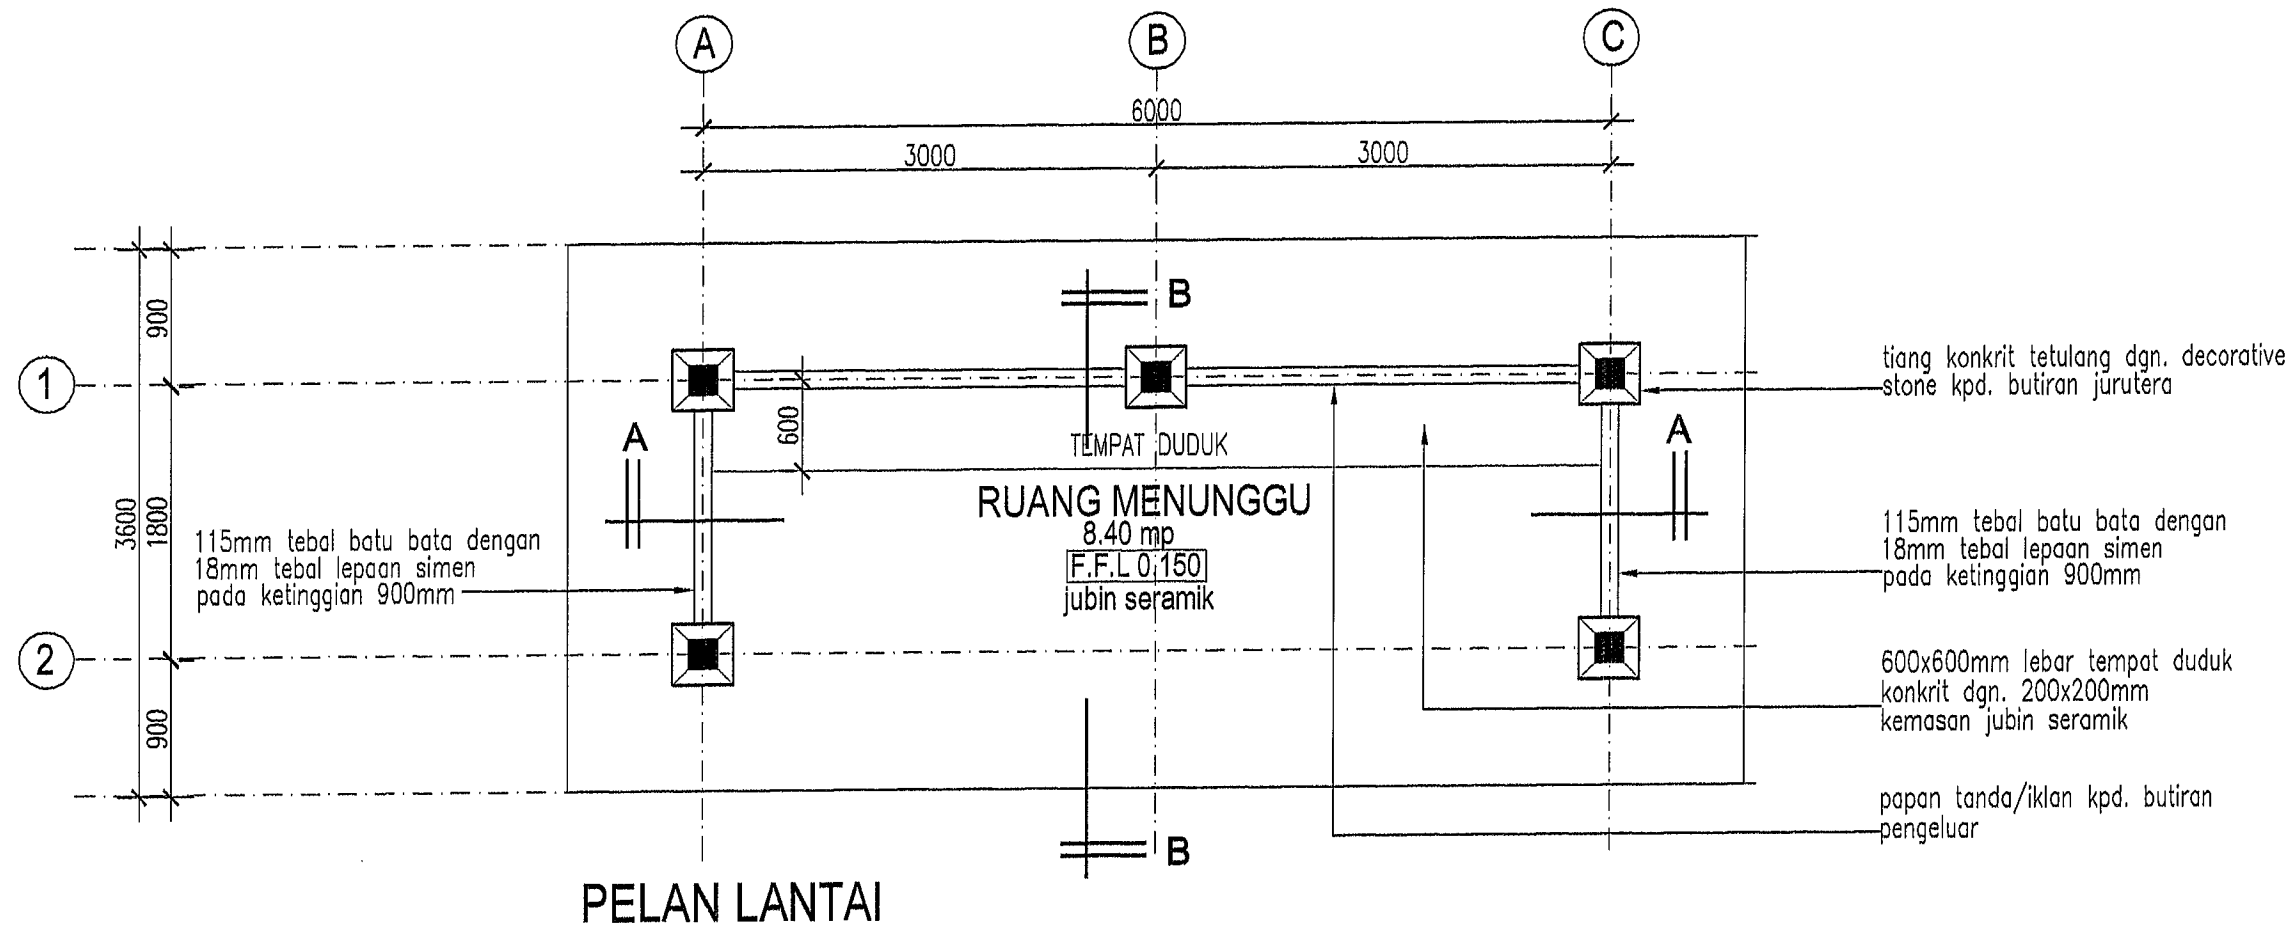 A
B
C
6000
3000
3000
900
1
B
tiang konkrit tetulang dgn. decorative
stone kpd. butiran jurutera
600
A
A
TEMPAT DUDUK
RUANG MENUNGGU
8.40 mp
F.F.L 0.150
jubin seramik
3600
1800
115mm tebal batu bata dengan
18mm tebal lepaan simen
pada ketinggian 900mm
115mm tebal batu bata dengan
18mm tebal lepaan simen
pada ketinggian 900mm
2
600x600mm lebar tempat duduk
konkrit dgn. 200x200mm
kemasan jubin seramik
900
papan tanda/iklan kpd. butiran
pengeluar
B
PELAN LANTAI